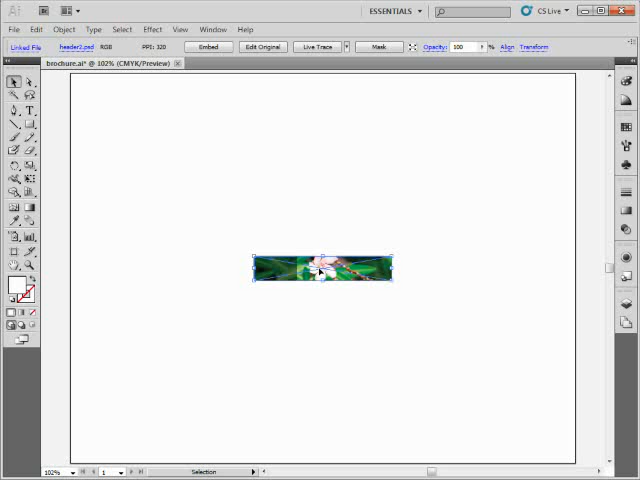 Ai Br ESSENTIALS CS Live
File Edit Object Type Select Effect View Window Help
Linked File header2.psd RGB PPI: 320 Embed Edit Original Live Trace Mask Opacity: 100 % Align Transform
brochure.ai* @ 102% (CMYK/Preview)
T
102% 1 Selection